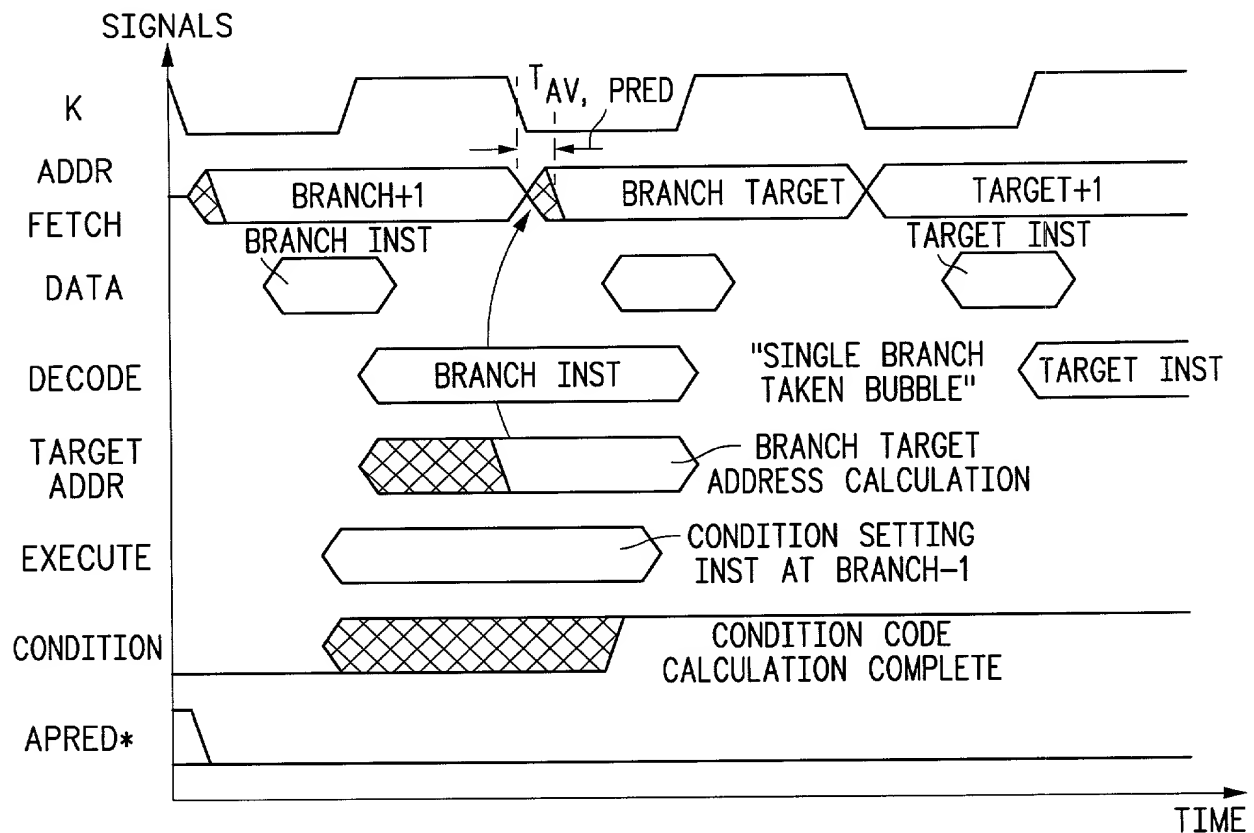 SIGNALS
K
TAV, PRED
ADDR
FETCH
BRANCH+1
BRANCH TARGET
TARGET+1
BRANCH INST
TARGET INST
DATA
DECODE
BRANCH INST
"SINGLE BRANCH
TAKEN BUBBLE"
TARGET INST
TARGET
ADDR
BRANCH TARGET
ADDRESS CALCULATION
EXECUTE
CONDITION SETTING
INST AT BRANCH–1
CONDITION
CONDITION CODE
CALCULATION COMPLETE
APRED*
TIME